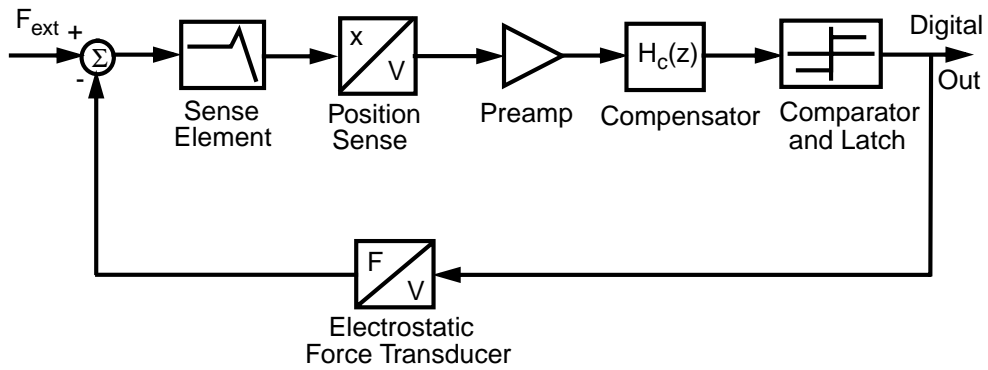 F_ext
+
Σ
-
Sense
Element
x
V
Position
Sense
Preamp
H_c(z)
Compensator
Comparator
and Latch
Digital
Out
F
V
Electrostatic
Force Transducer